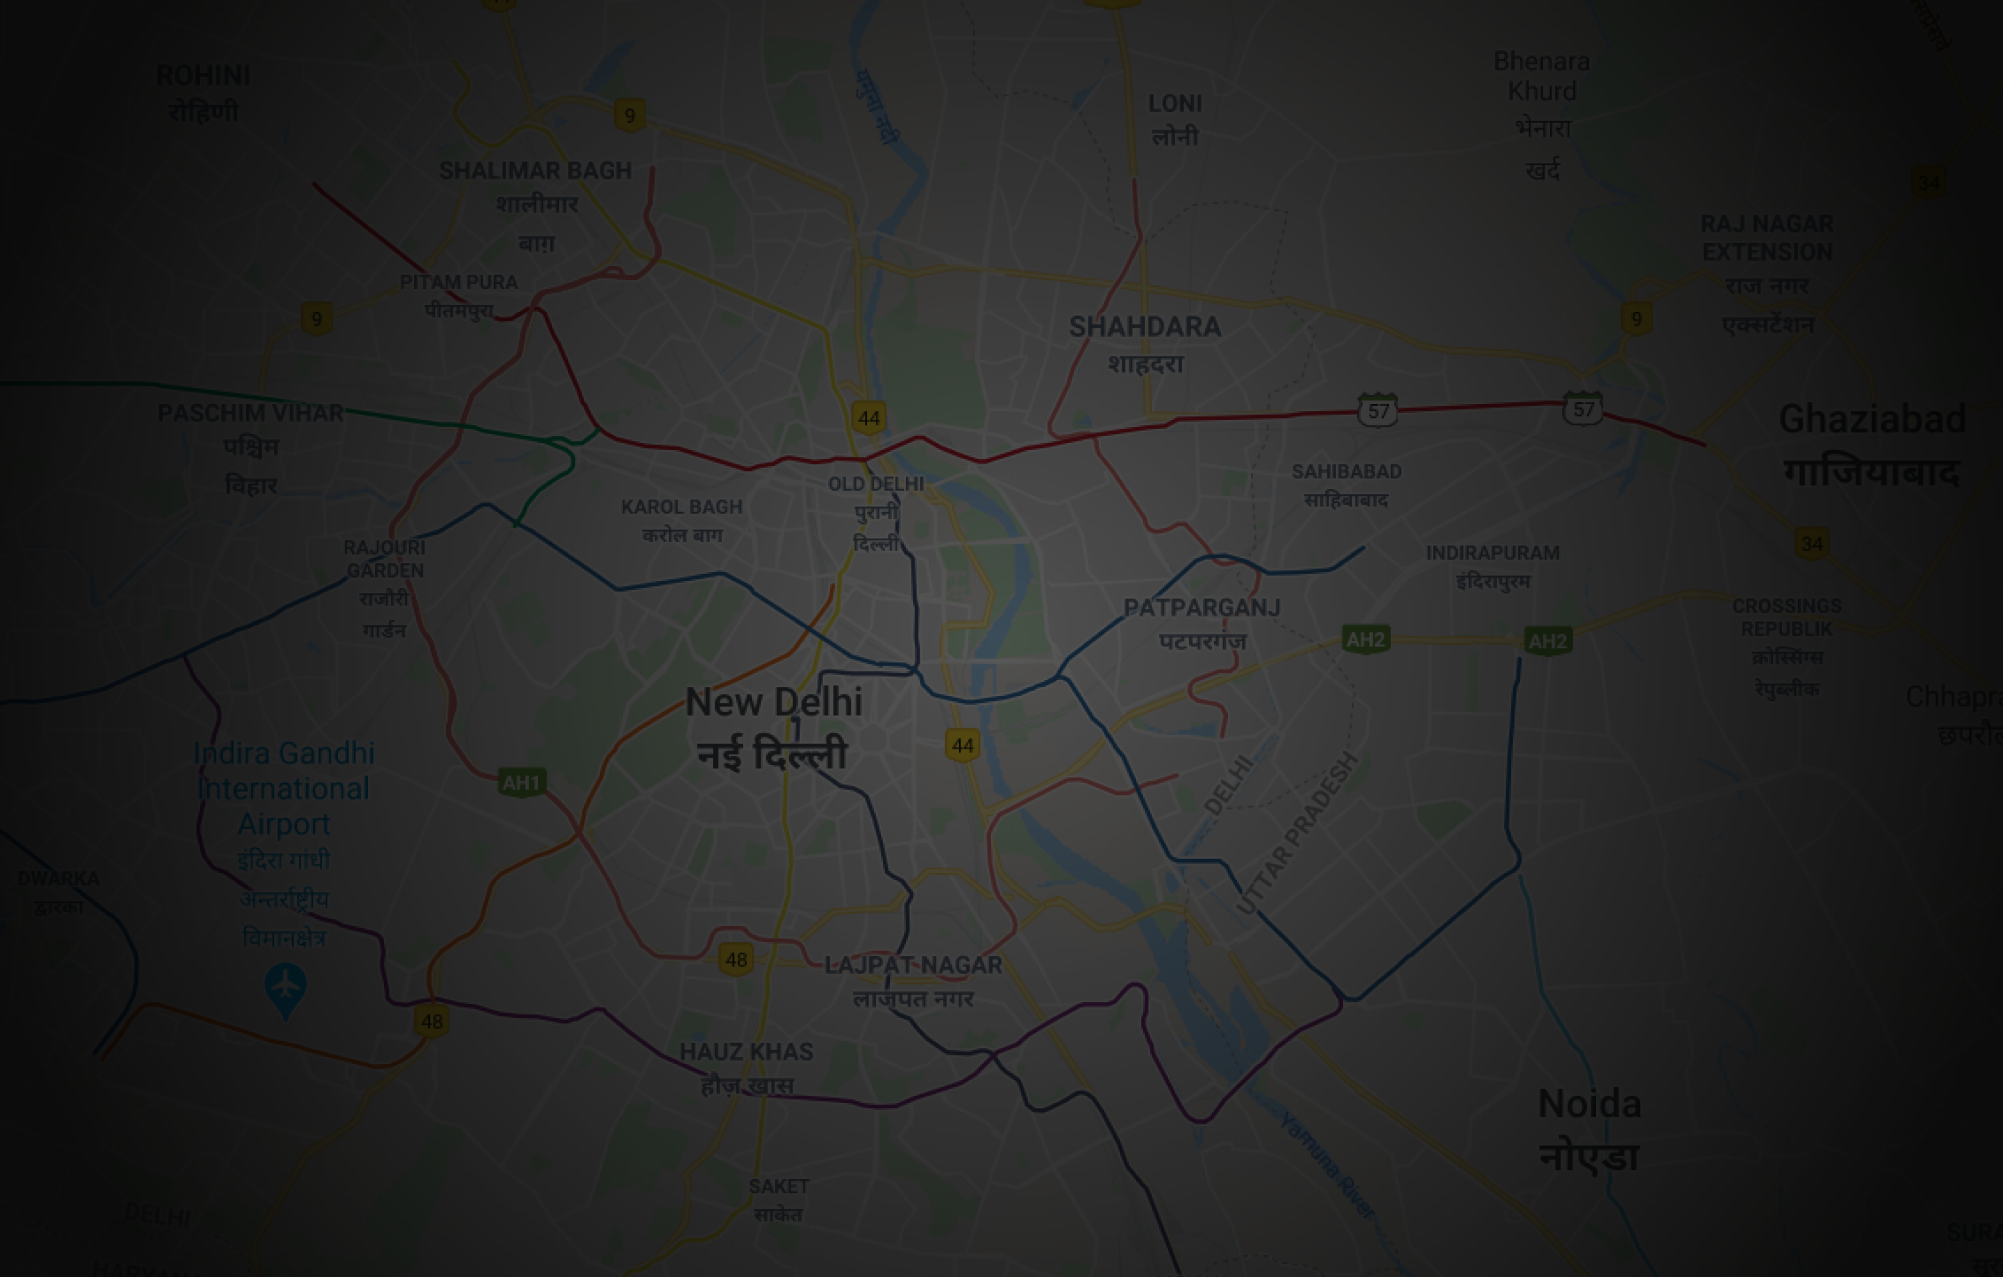 ROHINI
रोहिणी
9
यमुना नदी
LONI
लोनी
Bhenara
Khurd
भेनारा
खर्द
34
SHALIMAR BAGH
शालीमार
बाग़
RAJ NAGAR
EXTENSION
राज नगर
एक्सटेंशन
PITAM PURA
पीतमपुरा
9
SHAHDARA
शाहदरा
9
PASCHIM VIHAR
पश्चिम
विहार
44
57
57
Ghaziabad
गाजियाबाद
KAROL BAGH
करोल बाग
OLD DELHI
पुरानी
दिल्ली
SAHIBABAD
साहिबाबाद
RAJOURI
GARDEN
राजौरी
गार्डन
INDIRAPURAM
इंदिरापुरम
34
PATPARGANJ
पटपरगंज
AH2
AH2
CROSSINGS
REPUBLIK
क्रोस्सिंग्स
रेपुब्लीक
New Delhi
नई दिल्ली
44
Indira Gandhi
International
Airport
इंदिरा गांधी
अन्तर्राष्ट्रीय
विमानक्षेत्र
AH1
DELHI
UTTAR PRADESH
DWARKA
द्वारका
48
LAJPAT NAGAR
लाजपत नगर
48
HAUZ KHAS
हौज़ खास
Noida
नोएडा
Yamuna River
SAKET
साकेत
DELHI